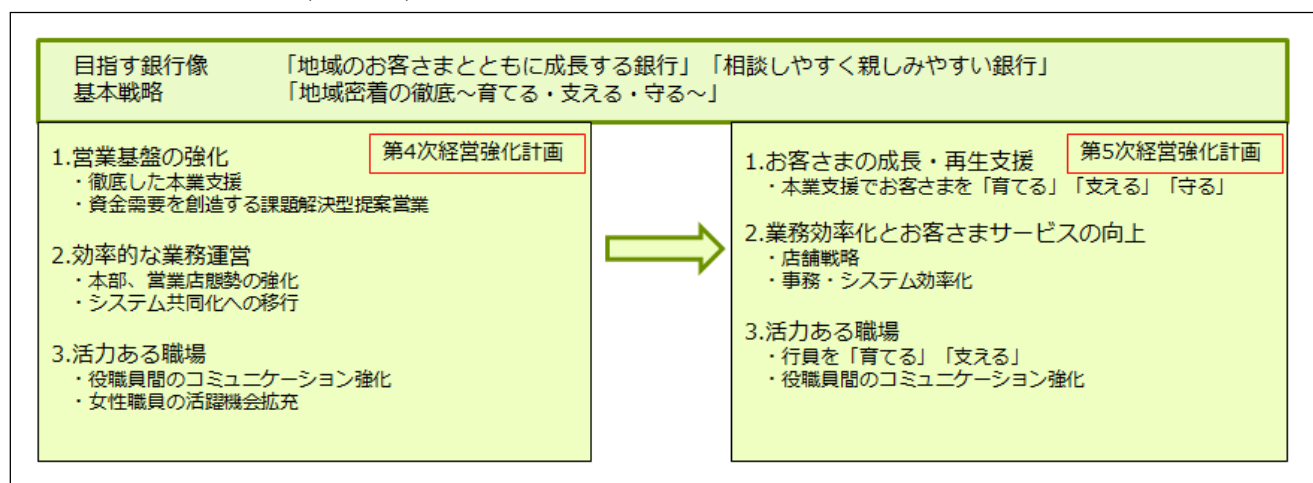 目指す銀行像 「地域のお客さまとともに成長する銀行」「相談しやすく親しみやすい銀行」
基本戦略 「地域密着の徹底～育てる・支える・守る～」
第4次経営強化計画
1.営業基盤の強化
・徹底した本業支援
・資金需要を創造する課題解決型提案営業
2.効率的な業務運営
・本部、営業店態勢の強化
・システム共同化への移行
3.活力ある職場
・役職員間のコミュニケーション強化
・女性職員の活躍機会拡充
第5次経営強化計画
1.お客さまの成長・再生支援
・本業支援でお客さまを「育てる」「支える」「守る」
2.業務効率化とお客さまサービスの向上
・店舗戦略
・事務・システム効率化
3.活力ある職場
・行員を「育てる」「支える」
・役職員間のコミュニケーション強化